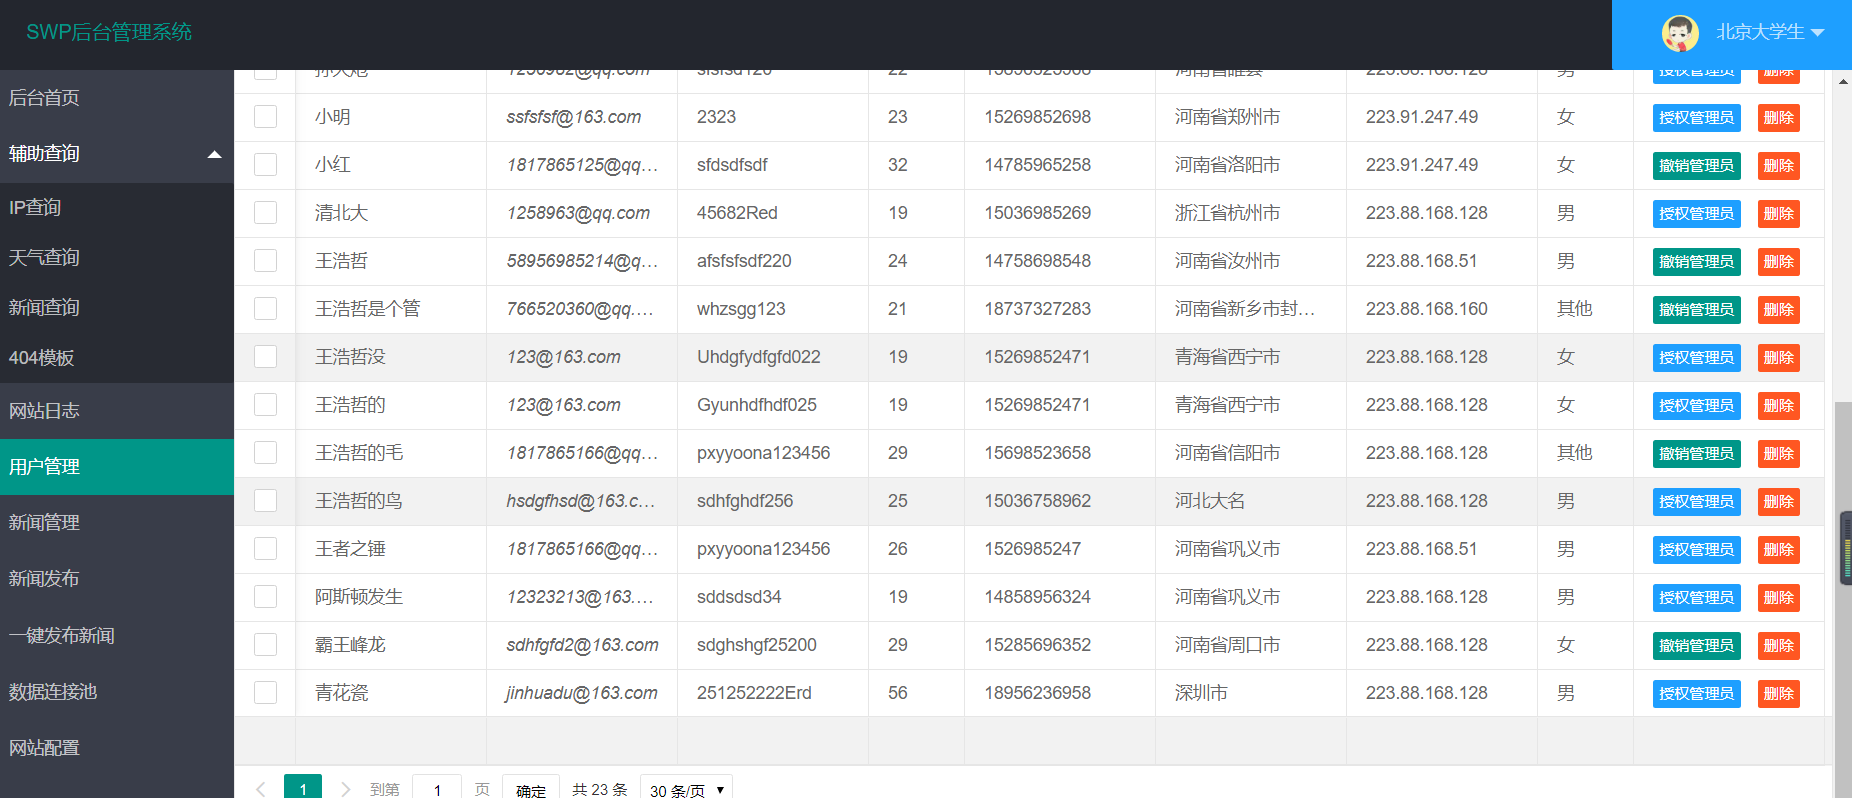 SWP后台管理系统
北京大学生
后台首页
辅助查询
IP查询
天气查询
新闻查询
404模板
网站日志
用户管理
新闻管理
新闻发布
一键发布新闻
数据连接池
网站配置
22 授权管理员 删除
小明 ssfsfsf@163.com 2323 23 15269852698 河南省郑州市 223.91.247.49 女 授权管理员 删除
小红 1817865125@qq... sfdsdfsdf 32 14785965258 河南省洛阳市 223.91.247.49 女 撤销管理员 删除
清北大 1258963@qq.com 45682Red 19 15036985269 浙江省杭州市 223.88.168.128 男 授权管理员 删除
王浩哲 58956985214@q... afsfsfsdf220 24 14758698548 河南省汝州市 223.88.168.51 男 撤销管理员 删除
王浩哲是个管 766520360@qq.... whzsgg123 21 18737327283 河南省新乡市封... 223.88.168.160 其他 撤销管理员 删除
王浩哲没 123@163.com Uhdgfydfgfd022 19 15269852471 青海省西宁市 223.88.168.128 女 授权管理员 删除
王浩哲的 123@163.com Gyunhdfhdf025 19 15269852471 青海省西宁市 223.88.168.128 女 授权管理员 删除
王浩哲的毛 1817865166@qq... pxyyoona123456 29 15698523658 河南省信阳市 223.88.168.128 其他 撤销管理员 删除
王浩哲的鸟 hsdgfhsd@163.c... sdhfghdf256 25 15036758962 河北大名 223.88.168.128 男 授权管理员 删除
王者之锤 1817865166@qq... pxyyoona123456 26 1526985247 河南省巩义市 223.88.168.51 男 授权管理员 删除
阿斯顿发生 12323213@163.... sddsdsd34 19 14858956324 河南省巩义市 223.88.168.128 男 授权管理员 删除
霸王峰龙 sdhfgfd2@163.com sdghshgf25200 29 15285696352 河南省周口市 223.88.168.128 女 撤销管理员 删除
青花瓷 jinhuadu@163.com 251252222Erd 56 18956236958 深圳市 223.88.168.128 男 授权管理员 删除
1 到第 1 页 确定 共 23 条 30 条/页